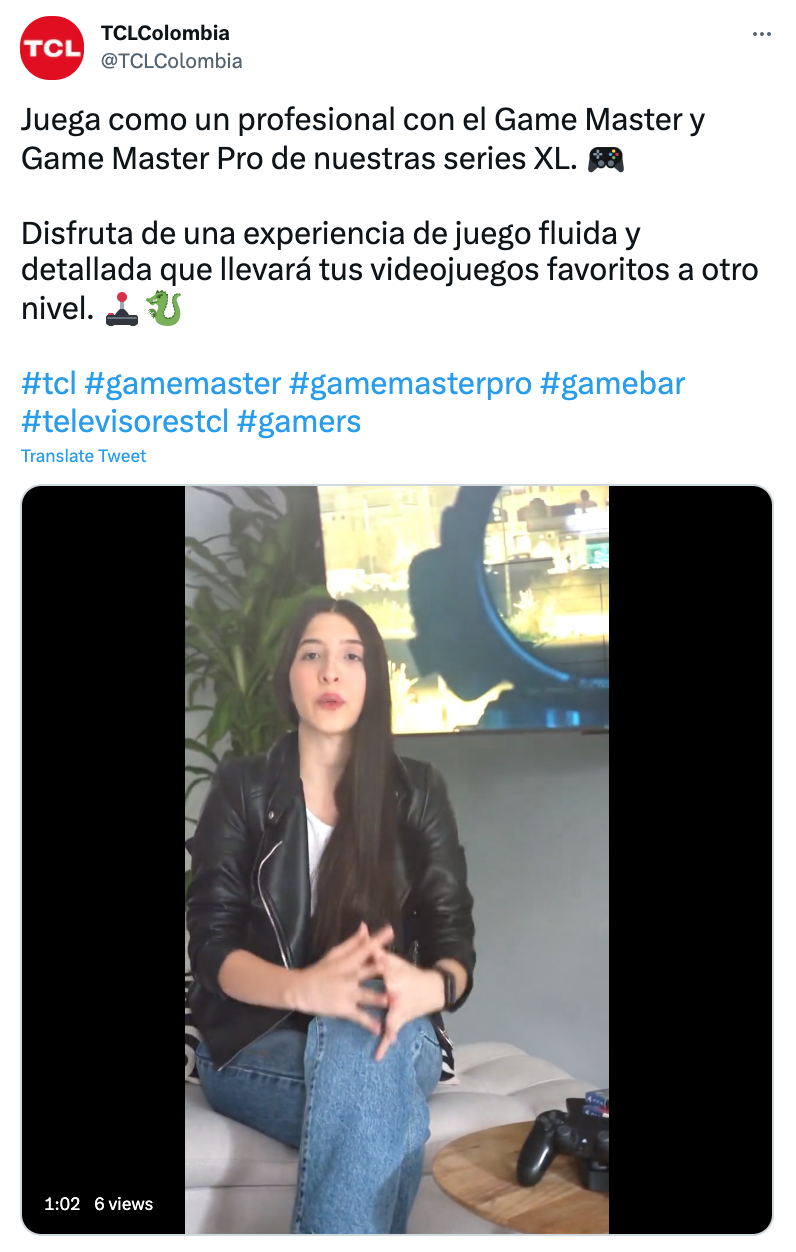 TCL
TCLColombia
@TCLColombia
Juega como un profesional con el Game Master y
Game Master Pro de nuestras series XL. 🎮
Disfruta de una experiencia de juego fluida y
detallada que llevará tus videojuegos favoritos a otro
nivel. 🕹️🐉
#tcl #gamemaster #gamemasterpro #gamebar
#televisorestcl #gamers
Translate Tweet
1:02 6 views